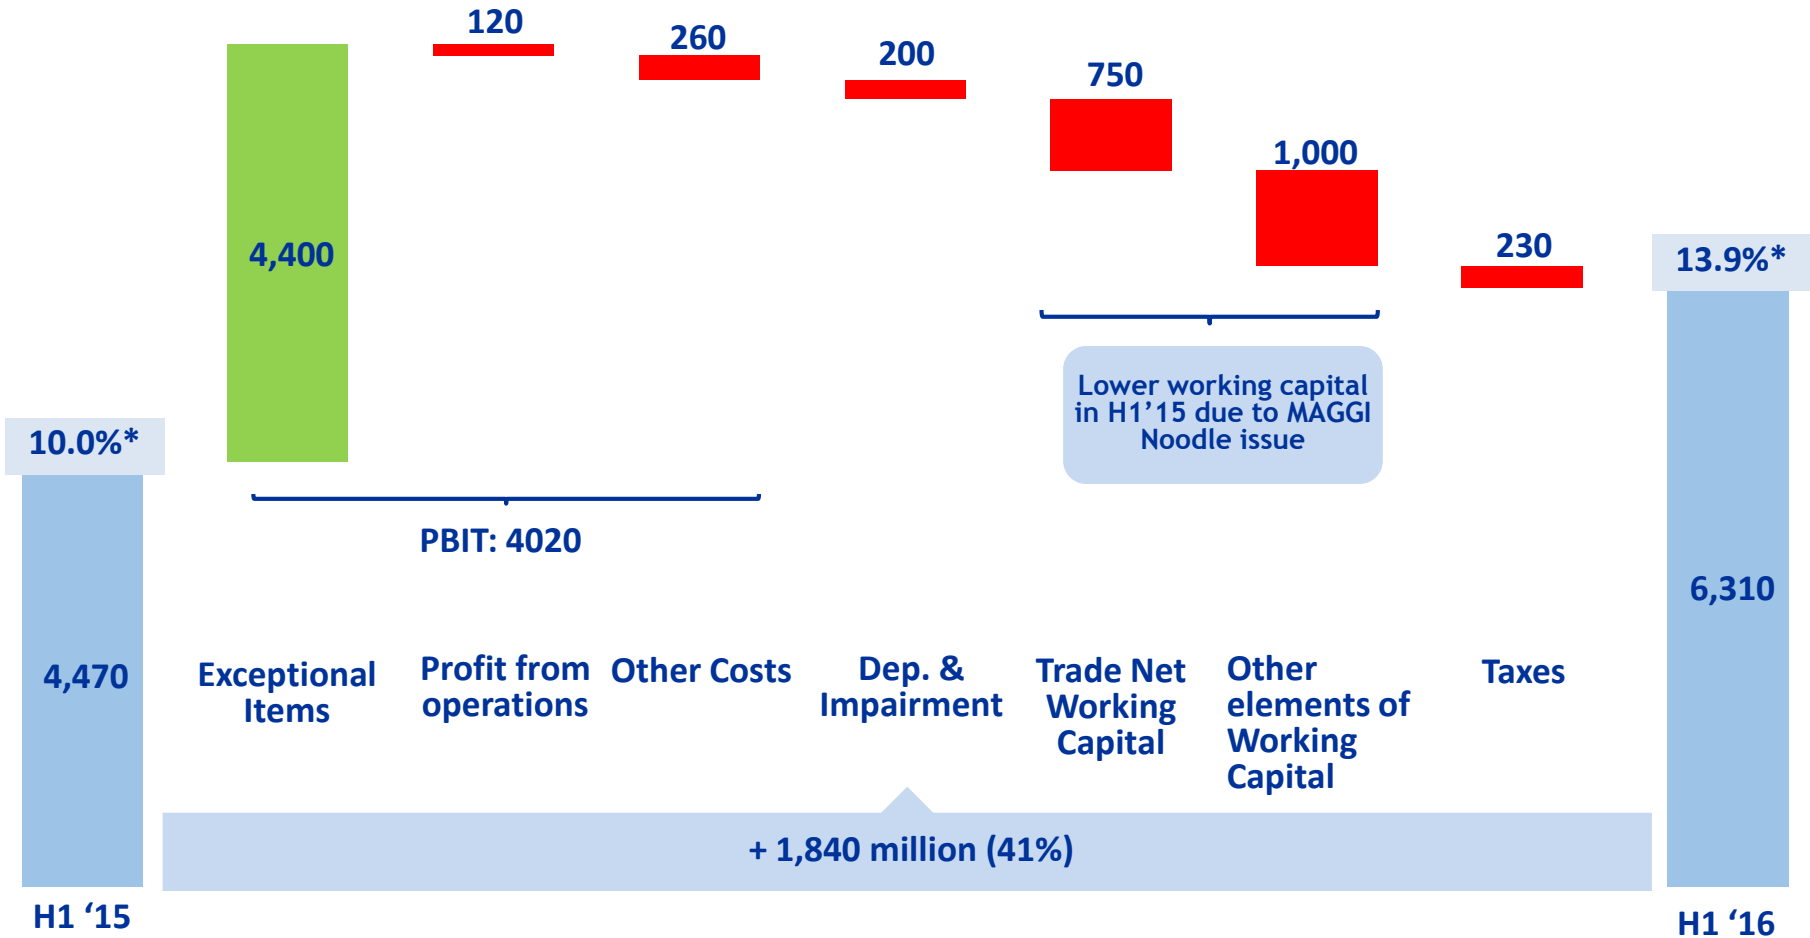 120
260
200
750
1,000
4,400
230
13.9%*
10.0%*
Lower working capital
in H1’15 due to MAGGI
Noodle issue
PBIT: 4020
6,310
4,470
Exceptional
Items
Profit from
operations
Other Costs
Dep. &
Impairment
Trade Net
Working
Capital
Other
elements of
Working
Capital
Taxes
+ 1,840 million (41%)
H1 ‘15
H1 ‘16